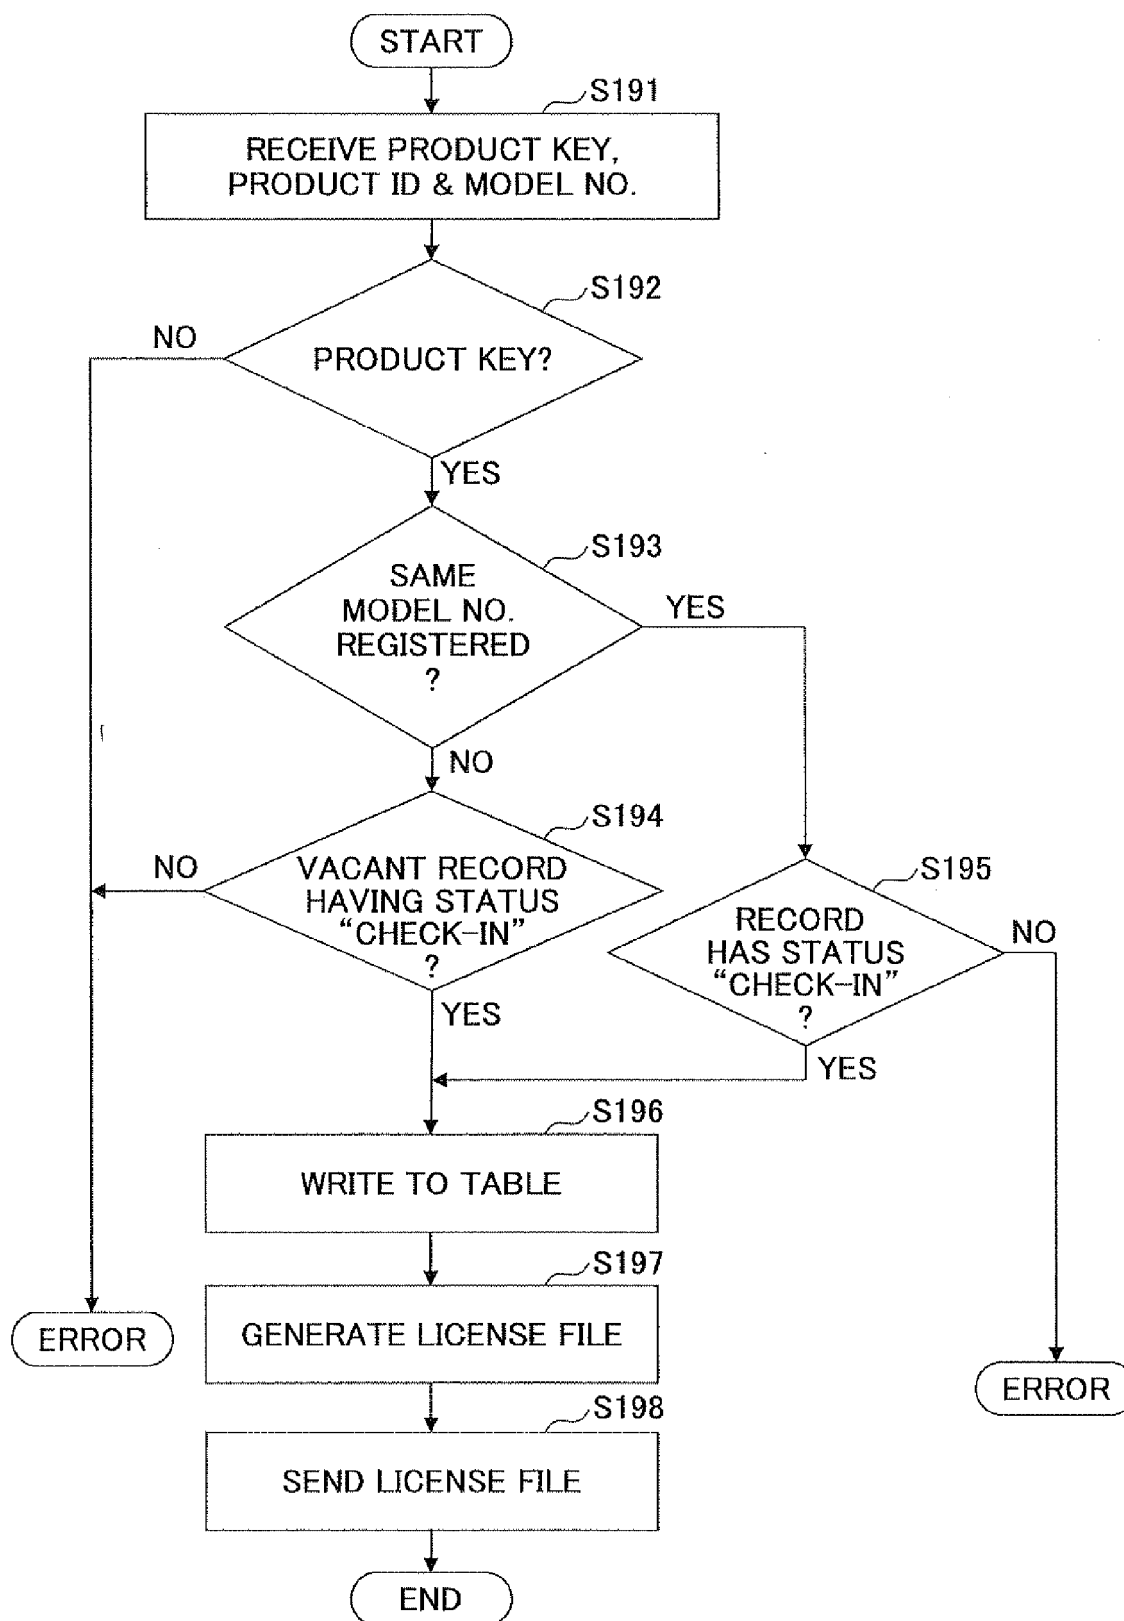 START
S191
RECEIVE PRODUCT KEY,
PRODUCT ID & MODEL NO.
S192
NO
PRODUCT KEY?
YES
S193
SAME
MODEL NO.
REGISTERED
?
YES
NO
S194
NO
VACANT RECORD
HAVING STATUS
“CHECK-IN”
?
S195
RECORD
HAS STATUS
“CHECK-IN”
?
NO
YES
YES
S196
WRITE TO TABLE
S197
GENERATE LICENSE FILE
ERROR
ERROR
S198
SEND LICENSE FILE
END